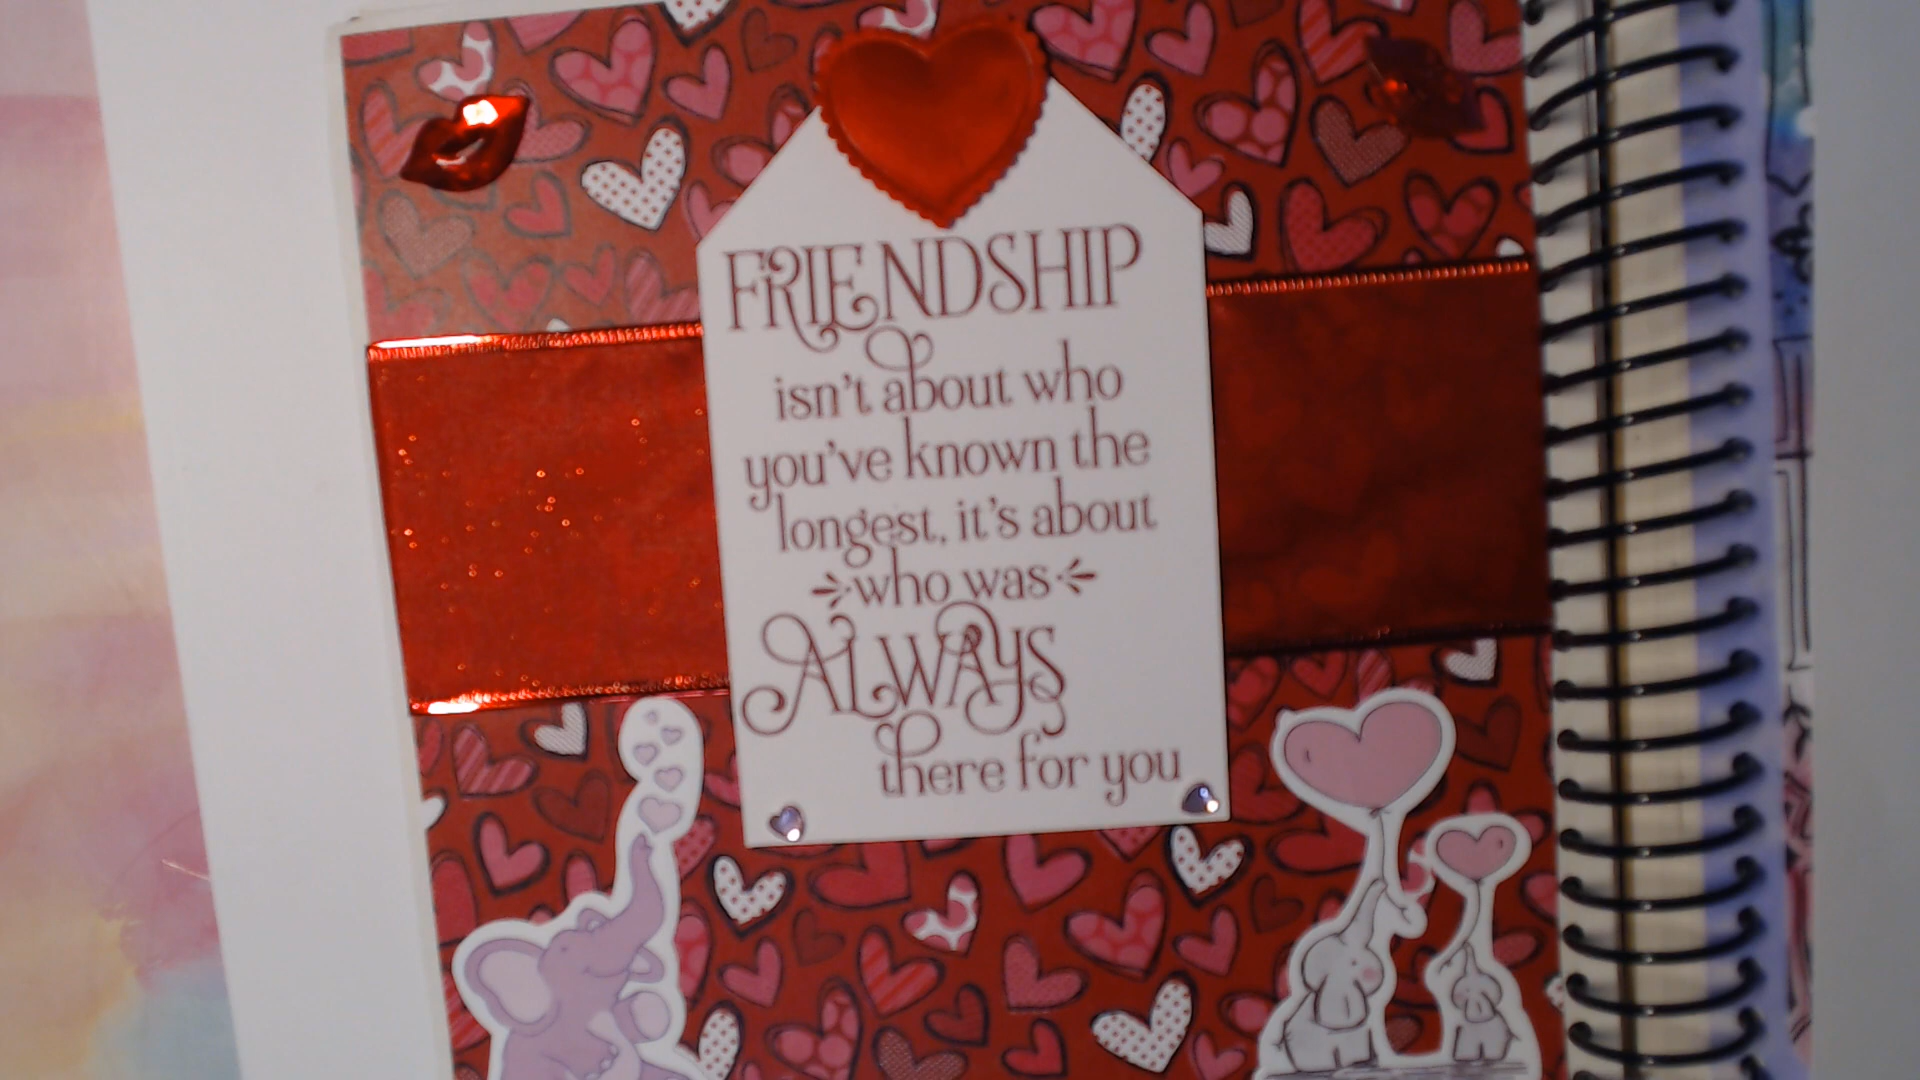 FRIENDSHIP
isn't about who
you've known the
longest, it's about
who was
ALWAYS
there for you